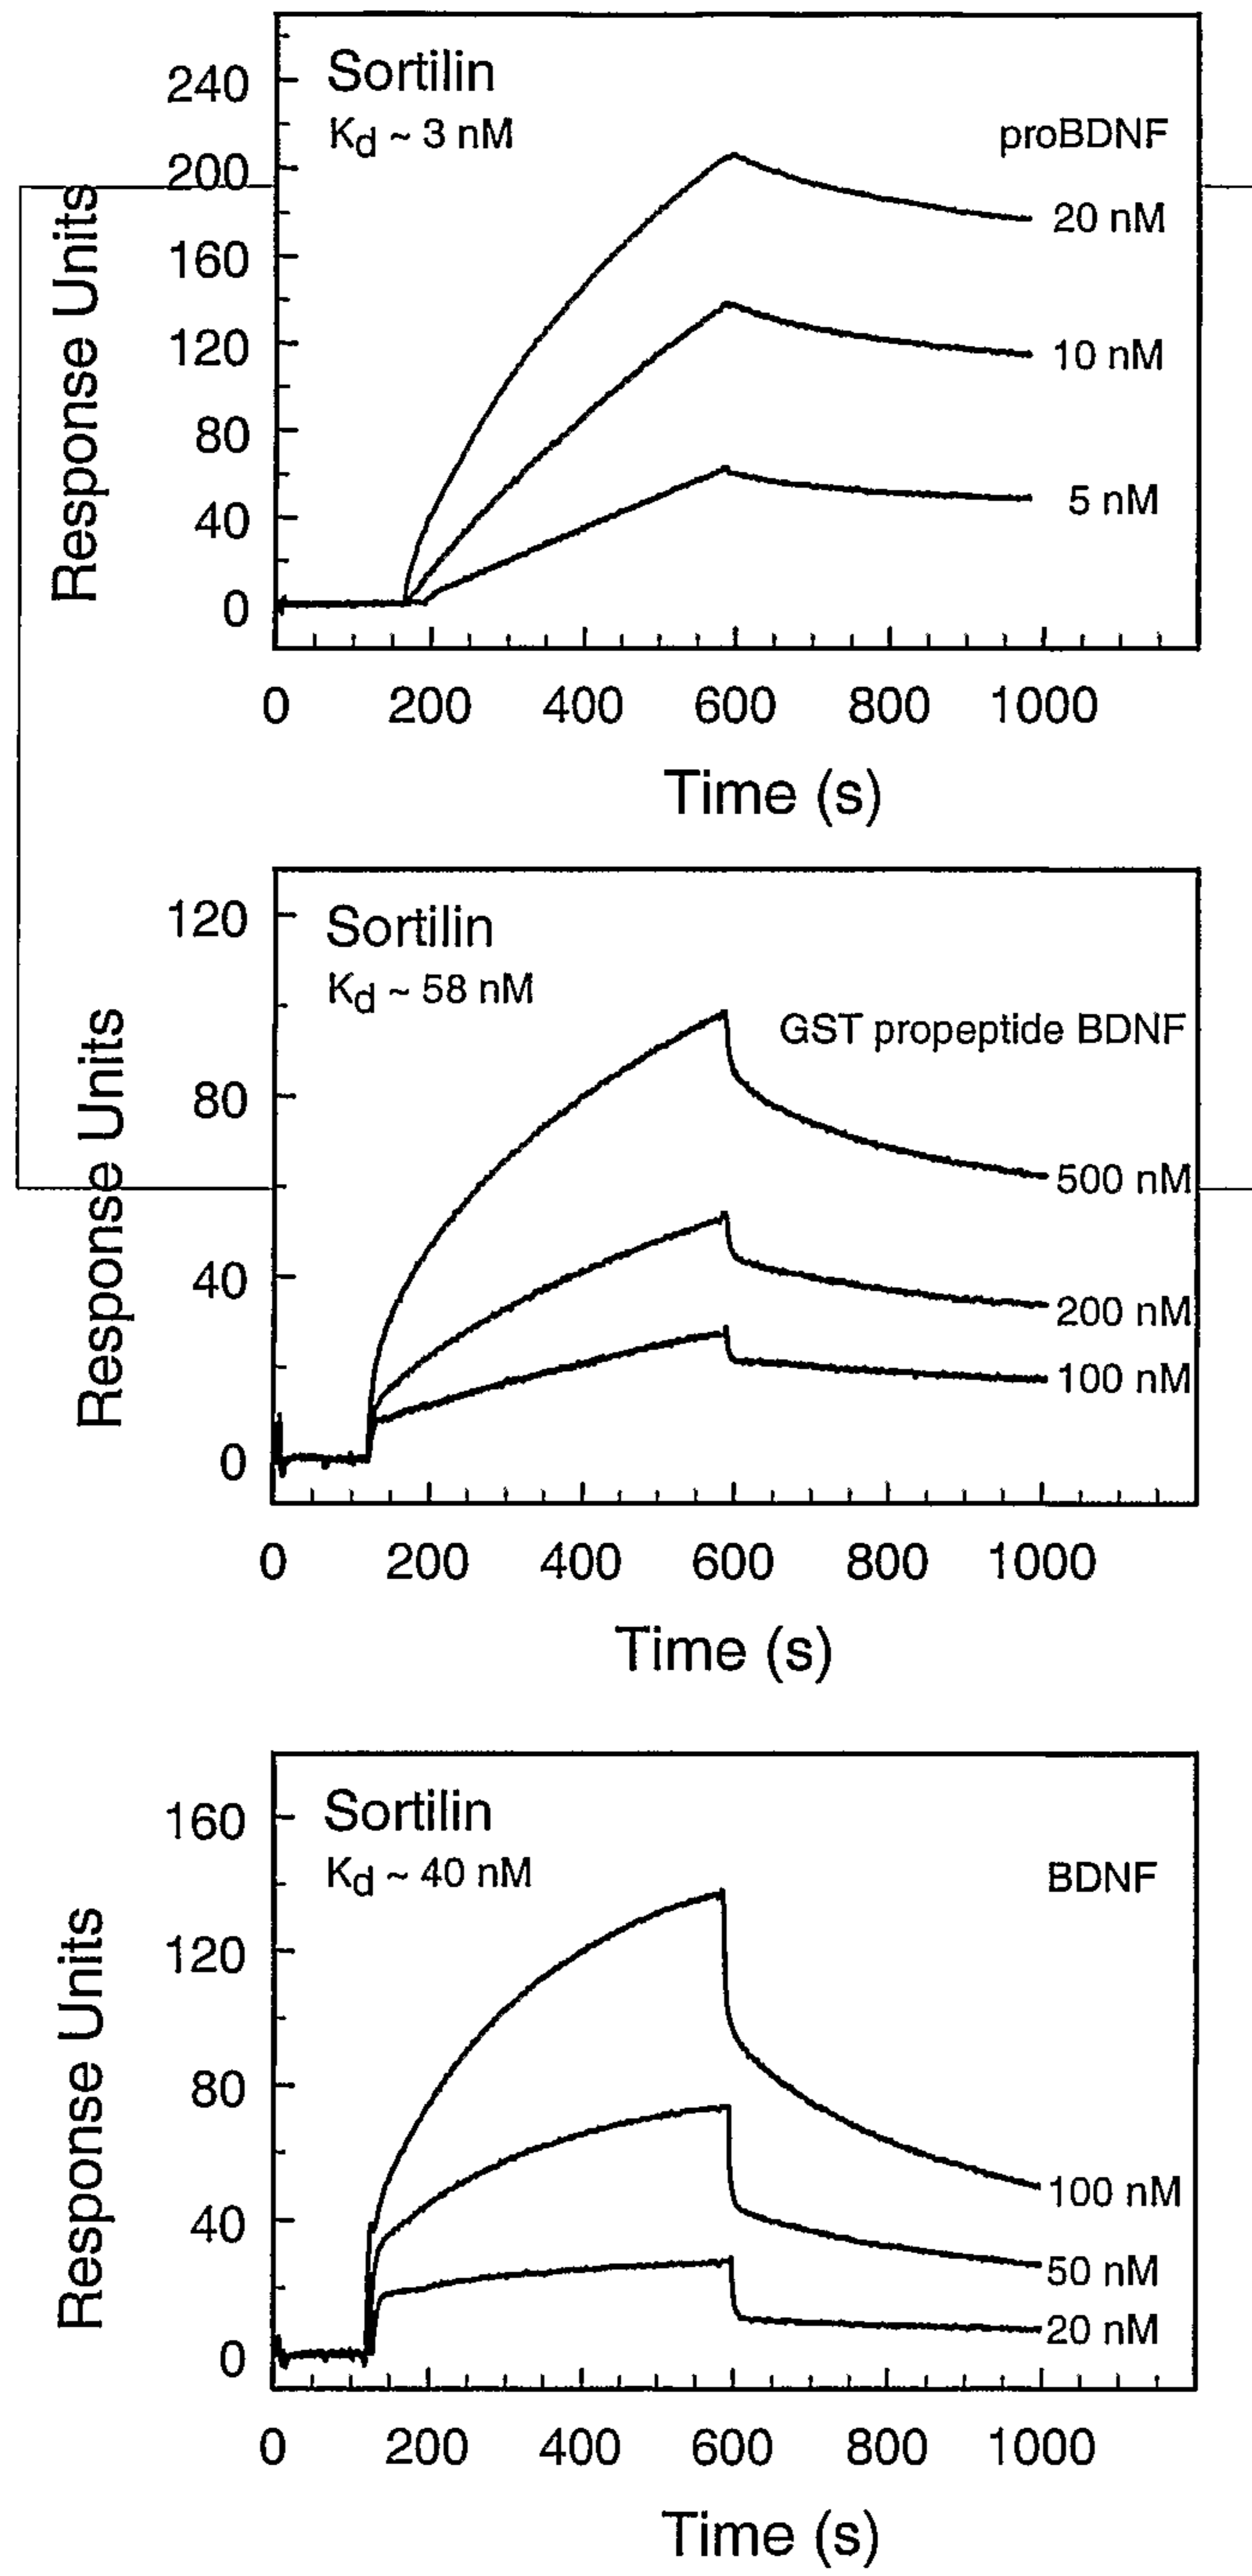 Sortilin
Kd ~ 3 nM
proBDNF
240
200
160
120
80
40
0
20 nM
10 nM
5 nM
Response Units
0 200 400 600 800 1000
Time (s)
Sortilin
Kd ~ 58 nM
GST propeptide BDNF
120
80
40
0
500 nM
200 nM
100 nM
Response Units
0 200 400 600 800 1000
Time (s)
Sortilin
Kd ~ 40 nM
BDNF
160
120
80
40
0
100 nM
50 nM
20 nM
Response Units
0 200 400 600 800 1000
Time (s)